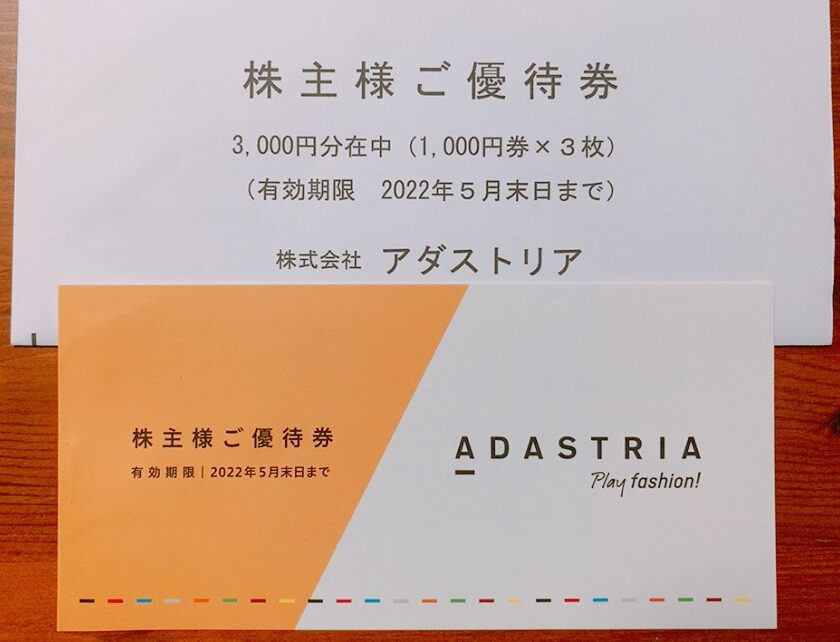 株主様ご優待券
3,000円分在中（1,000円券×３枚）
（有効期限　2022年５月末日まで）
株式会社　アダストリア
株主様ご優待券
有効期限｜2022年5月末日まで
ADASTRIA
Play fashion!